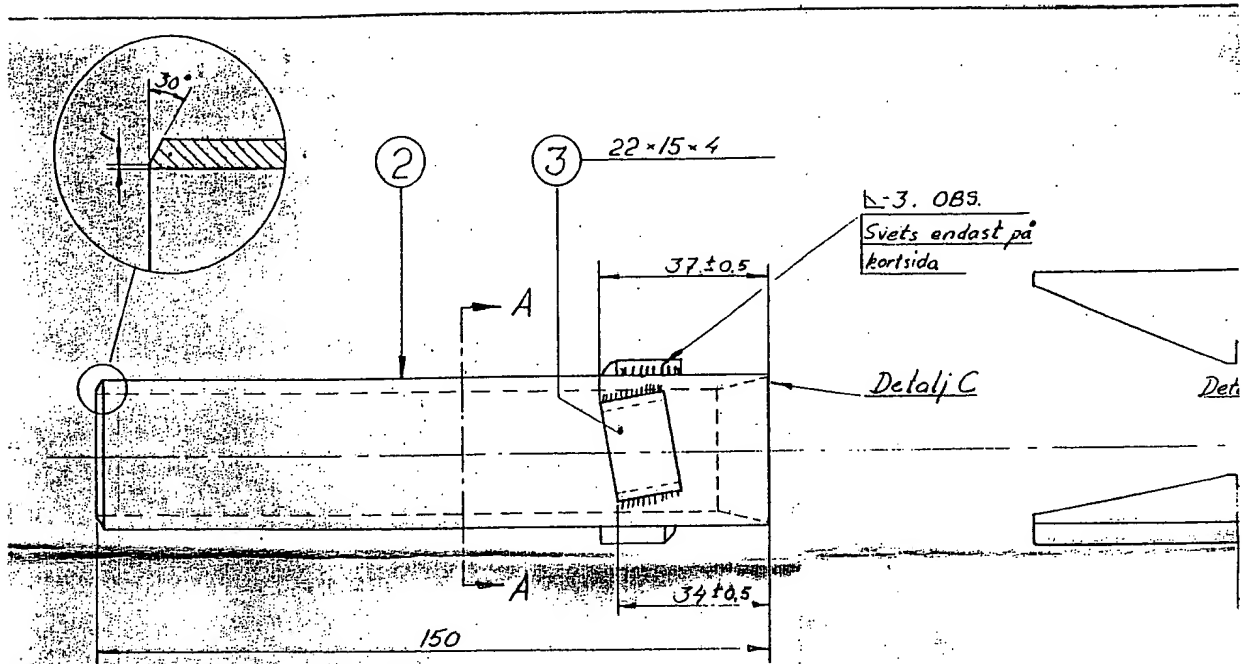 30°
2
3
22×15×4
⊿-3. OBS.
Svets endast på
kortsida
37±0.5
A
Detalj C
Det
A
34±0.5
150